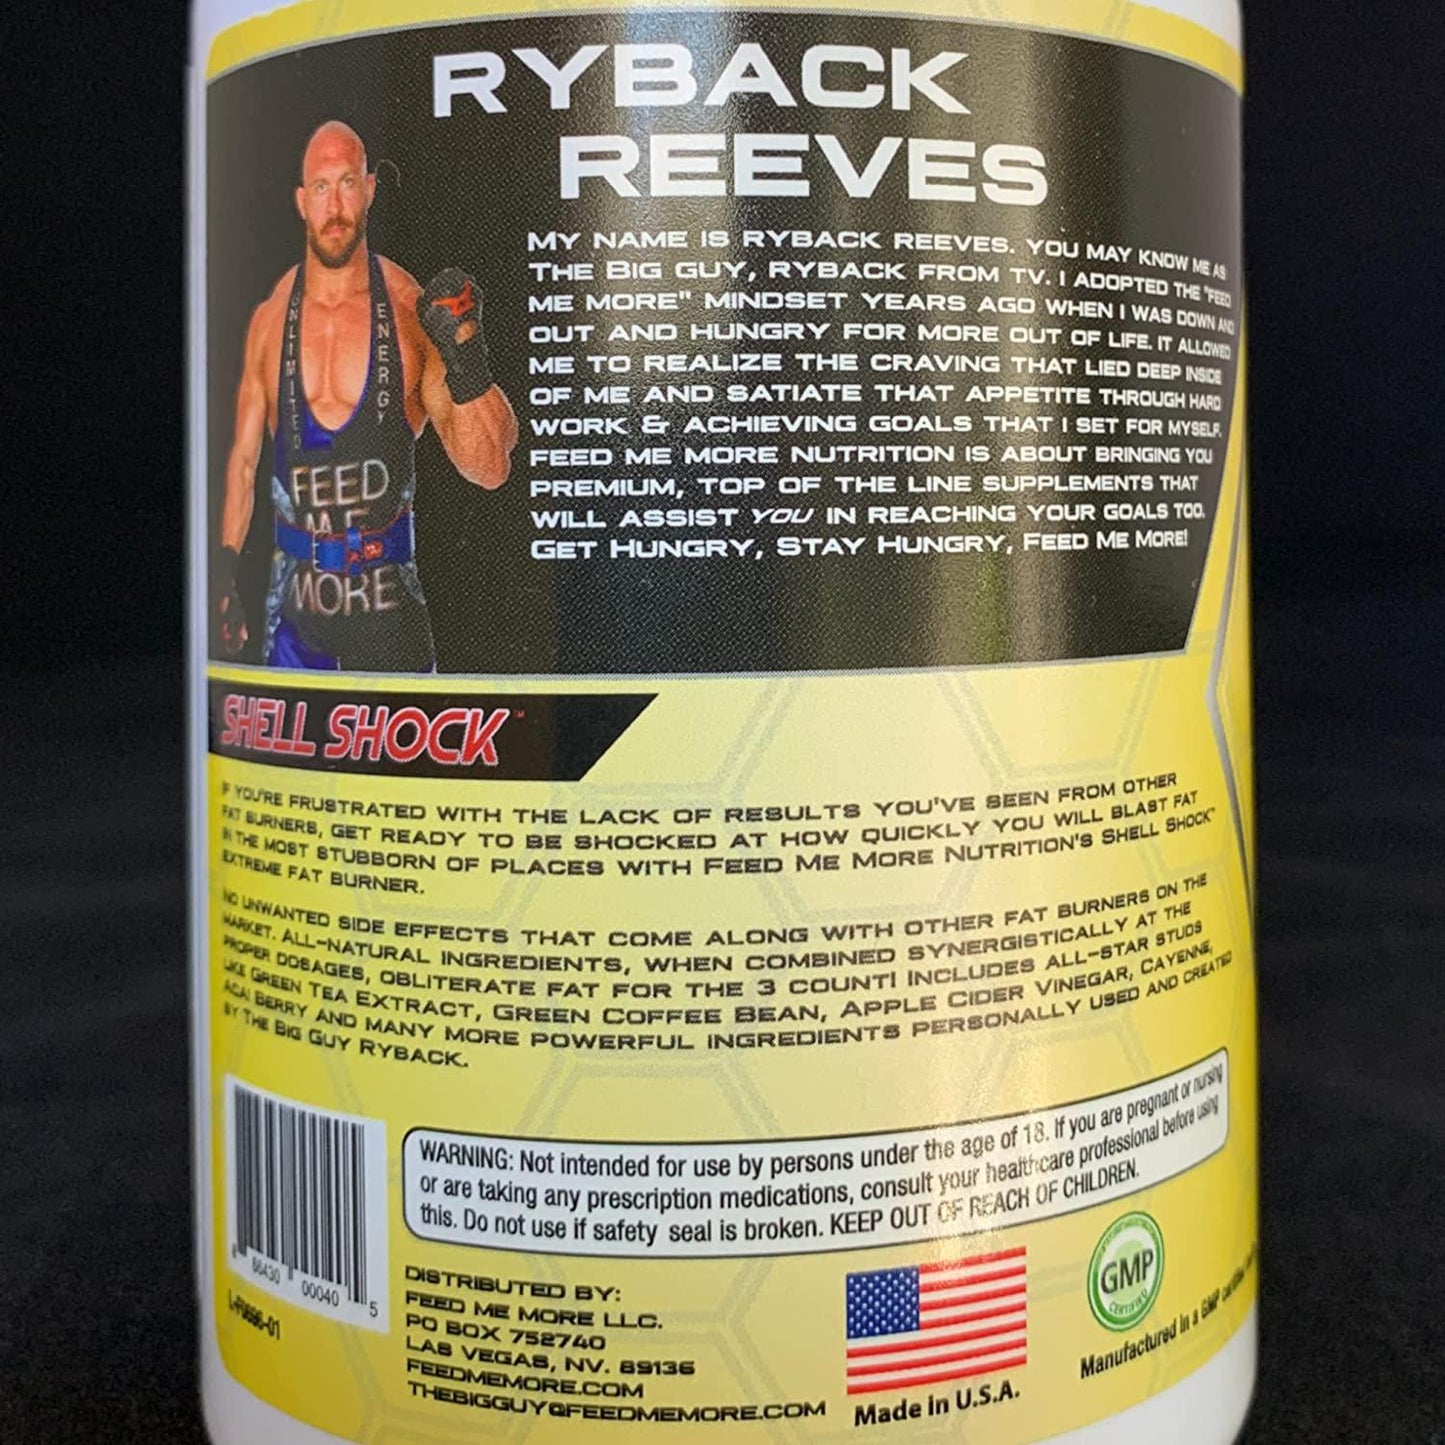 RYBACK
REEVES
MY NAME IS RYBACK REEVES. YOU MAY KNOW ME AS
THE BIG GUY, RYBACK FROM TV. I ADOPTED THE "FEED
ME MORE" MINDSET YEARS AGO WHEN I WAS DOWN AND
OUT AND HUNGRY FOR MORE OUT OF LIFE. IT ALLOWED
ME TO REALIZE THE CRAVING THAT LIED DEEP INSIDE
OF ME AND SATIATE THAT APPETITE THROUGH HARD
WORK & ACHIEVING GOALS THAT I SET FOR MYSELF.
FEED ME MORE NUTRITION IS ABOUT BRINGING YOU
PREMIUM, TOP OF THE LINE SUPPLEMENTS THAT
WILL ASSIST YOU IN REACHING YOUR GOALS TOO.
GET HUNGRY, STAY HUNGRY, FEED ME MORE!
UNLIMITED
ENERGY
FEED
ME
MORE
SHELL SHOCK™
IF YOU'RE FRUSTRATED WITH THE LACK OF RESULTS YOU'VE SEEN FROM OTHER
FAT BURNERS, GET READY TO BE SHOCKED AT HOW QUICKLY YOU WILL BLAST FAT
IN THE MOST STUBBORN OF PLACES WITH FEED ME MORE NUTRITION'S SHELL SHOCK™
EXTREME FAT BURNER.
NO UNWANTED SIDE EFFECTS THAT COME ALONG WITH OTHER FAT BURNERS ON THE
MARKET. ALL-NATURAL INGREDIENTS, WHEN COMBINED SYNERGISTICALLY AT THE
PROPER DOSAGES, OBLITERATE FAT FOR THE 3 COUNT! INCLUDES ALL-STAR STUDS
LIKE GREEN TEA EXTRACT, GREEN COFFEE BEAN, APPLE CIDER VINEGAR, CAYENNE,
ACAI BERRY AND MANY MORE POWERFUL INGREDIENTS PERSONALLY USED AND CREATED
BY THE BIG GUY RYBACK.
WARNING: Not intended for use by persons under the age of 18. If you are pregnant or nursing
or are taking any prescription medications, consult your healthcare professional before using
this. Do not use if safety seal is broken. KEEP OUT OF REACH OF CHILDREN.
66430 00040 5
L-F0696-01
DISTRIBUTED BY:
FEED ME MORE LLC.
PO BOX 752740
LAS VEGAS, NV. 89136
FEEDMEMORE.COM
THEBIGGUY@FEEDMEMORE.COM
Made in U.S.A.
GMP
CERTIFIED
Manufactured in a GMP